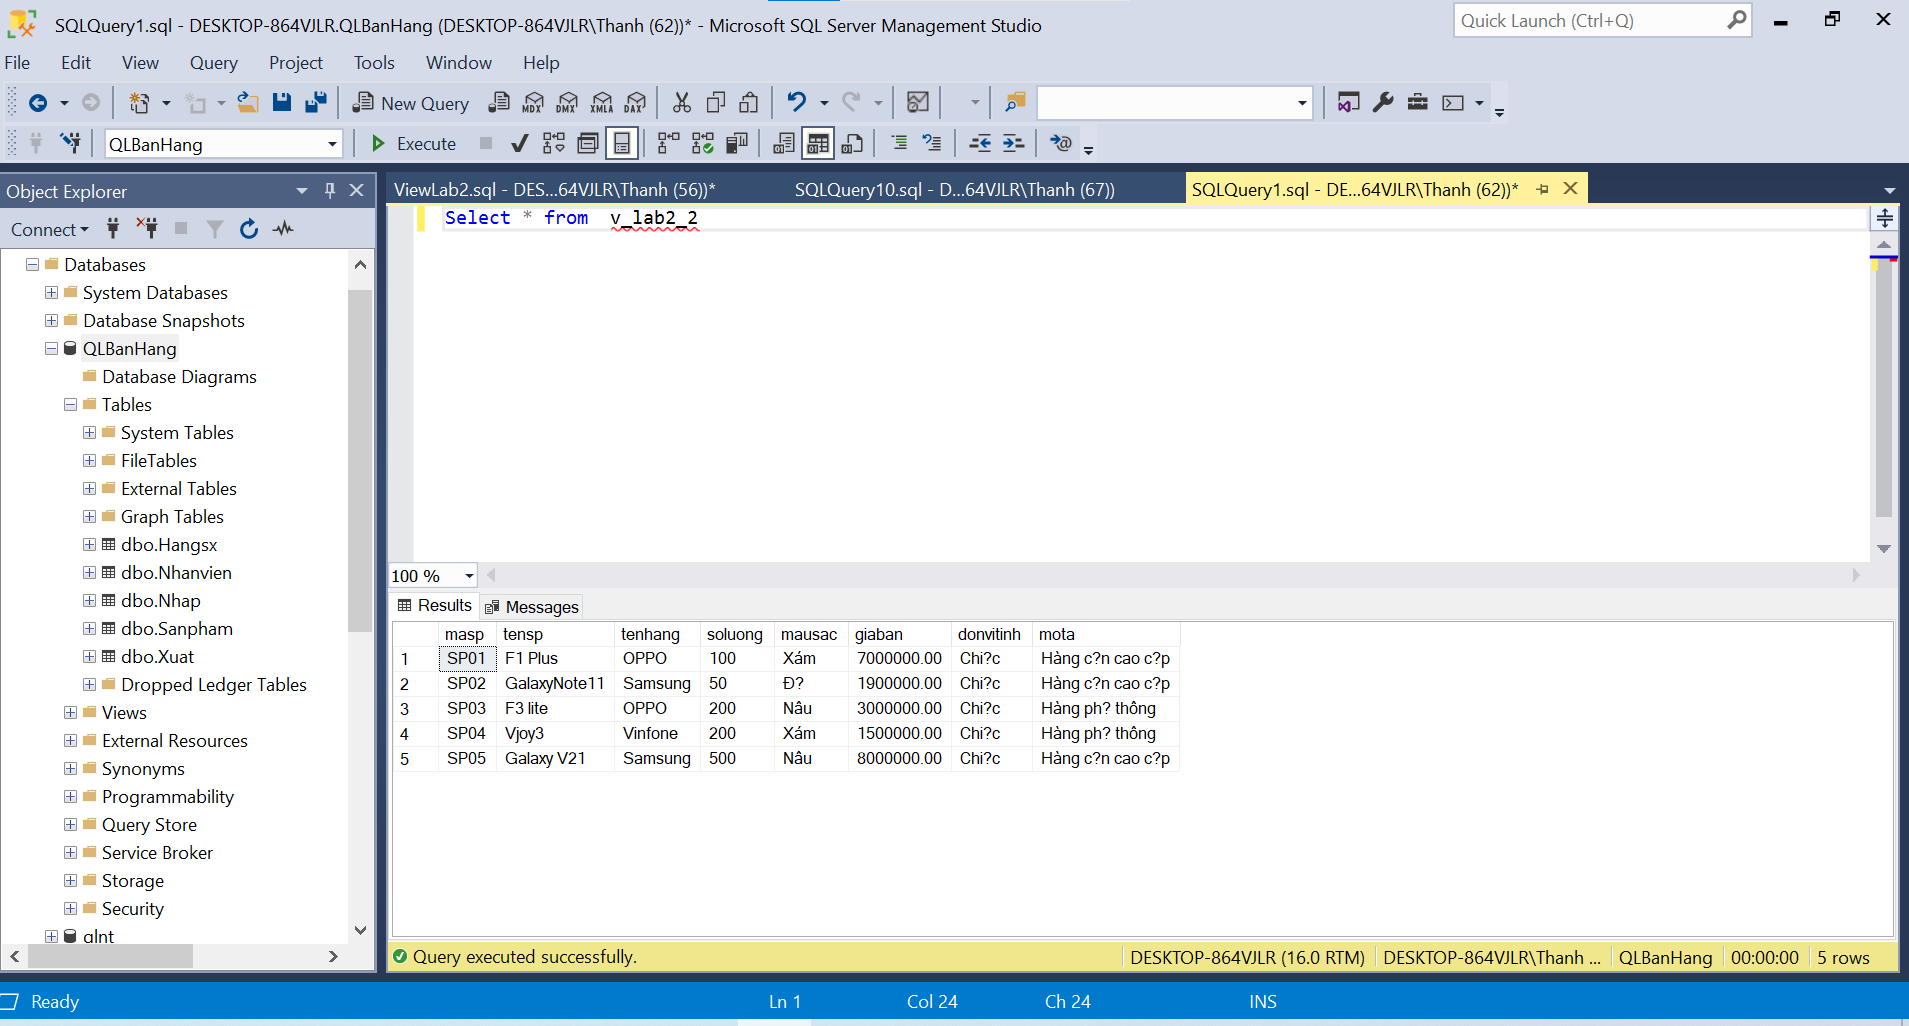 SQLQuery1.sql - DESKTOP-864VJLR.QLBanHang (DESKTOP-864VJLR\Thanh (62))* - Microsoft SQL Server Management Studio
Quick Launch (Ctrl+Q)
File Edit View Query Project Tools Window Help
New Query MDX DMX XMLA DAX
QLBanHang Execute
Object Explorer
ViewLab2.sql - DES...64VJLR\Thanh (56))* SQLQuery10.sql - D...64VJLR\Thanh (67)) SQLQuery1.sql - DE...64VJLR\Thanh (62))*
Connect
Select * from v_lab2_2
Databases
System Databases
Database Snapshots
QLBanHang
Database Diagrams
Tables
System Tables
FileTables
External Tables
Graph Tables
dbo.Hangsx
dbo.Nhanvien
dbo.Nhap
dbo.Sanpham
dbo.Xuat
Dropped Ledger Tables
Views
External Resources
Synonyms
Programmability
Query Store
Service Broker
Storage
Security
qlnt
100 %
Results Messages
masp tensp tenhang soluong mausac giaban donvitinh mota
1 SP01 F1 Plus OPPO 100 Xám 7000000.00 Chi?c Hàng c?n cao c?p
2 SP02 GalaxyNote11 Samsung 50 Đ? 1900000.00 Chi?c Hàng c?n cao c?p
3 SP03 F3 lite OPPO 200 Nâu 3000000.00 Chi?c Hàng ph? thông
4 SP04 Vjoy3 Vinfone 200 Xám 1500000.00 Chi?c Hàng ph? thông
5 SP05 Galaxy V21 Samsung 500 Nâu 8000000.00 Chi?c Hàng c?n cao c?p
Query executed successfully. DESKTOP-864VJLR (16.0 RTM) DESKTOP-864VJLR\Thanh ... QLBanHang 00:00:00 5 rows
Ready Ln 1 Col 24 Ch 24 INS